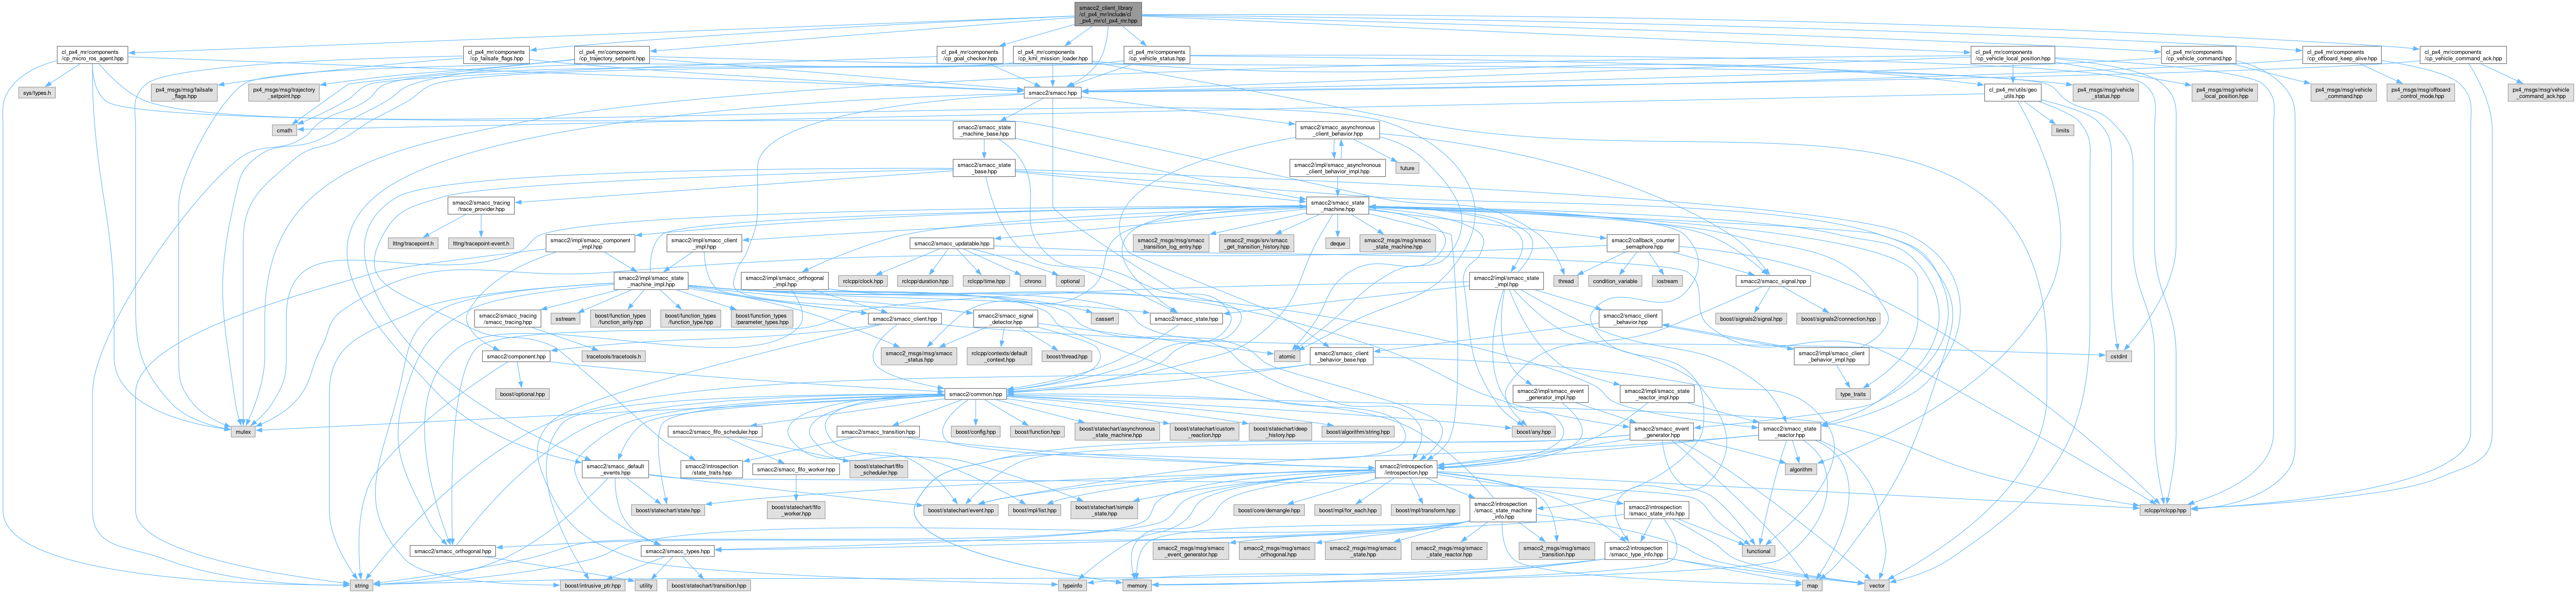 smacc2_client_library
/cl_px4_mr/include/cl
_px4_mr/cl_px4_mr.hpp
cl_px4_mr/components
/cp_micro_ros_agent.hpp
cl_px4_mr/components
/cp_failsafe_flags.hpp
cl_px4_mr/components
/cp_trajectory_setpoint.hpp
cl_px4_mr/components
/cp_goal_checker.hpp
cl_px4_mr/components
/cp_kml_mission_loader.hpp
cl_px4_mr/components
/cp_vehicle_status.hpp
cl_px4_mr/components
/cp_vehicle_local_position.hpp
cl_px4_mr/components
/cp_vehicle_command.hpp
cl_px4_mr/components
/cp_offboard_keep_alive.hpp
cl_px4_mr/components
/cp_vehicle_command_ack.hpp
sys/types.h
px4_msgs/msg/failsafe
_flags.hpp
px4_msgs/msg/trajectory
_setpoint.hpp
smacc2/smacc.hpp
cl_px4_mr/utils/geo
_utils.hpp
px4_msgs/msg/vehicle
_status.hpp
px4_msgs/msg/vehicle
_local_position.hpp
px4_msgs/msg/vehicle
_command.hpp
px4_msgs/msg/offboard
_control_mode.hpp
px4_msgs/msg/vehicle
_command_ack.hpp
cmath
smacc2/smacc_state
_machine_base.hpp
smacc2/smacc_asynchronous
_client_behavior.hpp
limits
smacc2/smacc_state
_base.hpp
smacc2/impl/smacc_asynchronous
_client_behavior_impl.hpp
future
smacc2/smacc_tracing
/trace_provider.hpp
smacc2/smacc_state
_machine.hpp
lttng/tracepoint.h
lttng/tracepoint-event.h
smacc2/impl/smacc_component
_impl.hpp
smacc2/impl/smacc_client
_impl.hpp
smacc2/smacc_updatable.hpp
smacc2_msgs/msg/smacc
_transition_log_entry.hpp
smacc2_msgs/srv/smacc
_get_transition_history.hpp
deque
smacc2_msgs/msg/smacc
_state_machine.hpp
smacc2/callback_counter
_semaphore.hpp
smacc2/impl/smacc_state
_machine_impl.hpp
smacc2/impl/smacc_orthogonal
_impl.hpp
rclcpp/clock.hpp
rclcpp/duration.hpp
rclcpp/time.hpp
chrono
optional
smacc2/impl/smacc_state
_impl.hpp
thread
condition_variable
iostream
smacc2/smacc_signal.hpp
smacc2/smacc_tracing
/smacc_tracing.hpp
sstream
boost/function_types
/function_arity.hpp
boost/function_types
/function_type.hpp
boost/function_types
/parameter_types.hpp
smacc2/smacc_client.hpp
smacc2/smacc_signal
_detector.hpp
cassert
smacc2/smacc_state.hpp
smacc2/smacc_client
_behavior.hpp
boost/signals2/signal.hpp
boost/signals2/connection.hpp
smacc2/component.hpp
tracetools/tracetools.h
smacc2_msgs/msg/smacc
_status.hpp
rclcpp/contexts/default
_context.hpp
boost/thread.hpp
atomic
smacc2/smacc_client
_behavior_base.hpp
smacc2/impl/smacc_client
_behavior_impl.hpp
cstdint
boost/optional.hpp
smacc2/common.hpp
smacc2/impl/smacc_event
_generator_impl.hpp
smacc2/impl/smacc_state
_reactor_impl.hpp
type_traits
mutex
smacc2/smacc_fifo_scheduler.hpp
smacc2/smacc_transition.hpp
boost/config.hpp
boost/function.hpp
boost/statechart/asynchronous
_state_machine.hpp
boost/statechart/custom
_reaction.hpp
boost/statechart/deep
_history.hpp
boost/algorithm/string.hpp
boost/any.hpp
smacc2/smacc_event
_generator.hpp
smacc2/smacc_state
_reactor.hpp
smacc2/smacc_default
_events.hpp
smacc2/introspection
/state_traits.hpp
smacc2/smacc_fifo_worker.hpp
boost/statechart/fifo
_scheduler.hpp
smacc2/introspection
/introspection.hpp
algorithm
boost/statechart/state.hpp
boost/statechart/fifo
_worker.hpp
boost/statechart/event.hpp
boost/mpl/list.hpp
boost/statechart/simple
_state.hpp
boost/core/demangle.hpp
boost/mpl/for_each.hpp
boost/mpl/transform.hpp
smacc2/introspection
/smacc_state_machine
_info.hpp
smacc2/introspection
/smacc_state_info.hpp
rclcpp/rclcpp.hpp
smacc2/smacc_orthogonal.hpp
smacc2/smacc_types.hpp
smacc2_msgs/msg/smacc
_event_generator.hpp
smacc2_msgs/msg/smacc
_orthogonal.hpp
smacc2_msgs/msg/smacc
_state.hpp
smacc2_msgs/msg/smacc
_state_reactor.hpp
smacc2_msgs/msg/smacc
_transition.hpp
smacc2/introspection
/smacc_type_info.hpp
functional
string
boost/intrusive_ptr.hpp
utility
boost/statechart/transition.hpp
typeinfo
memory
map
vector